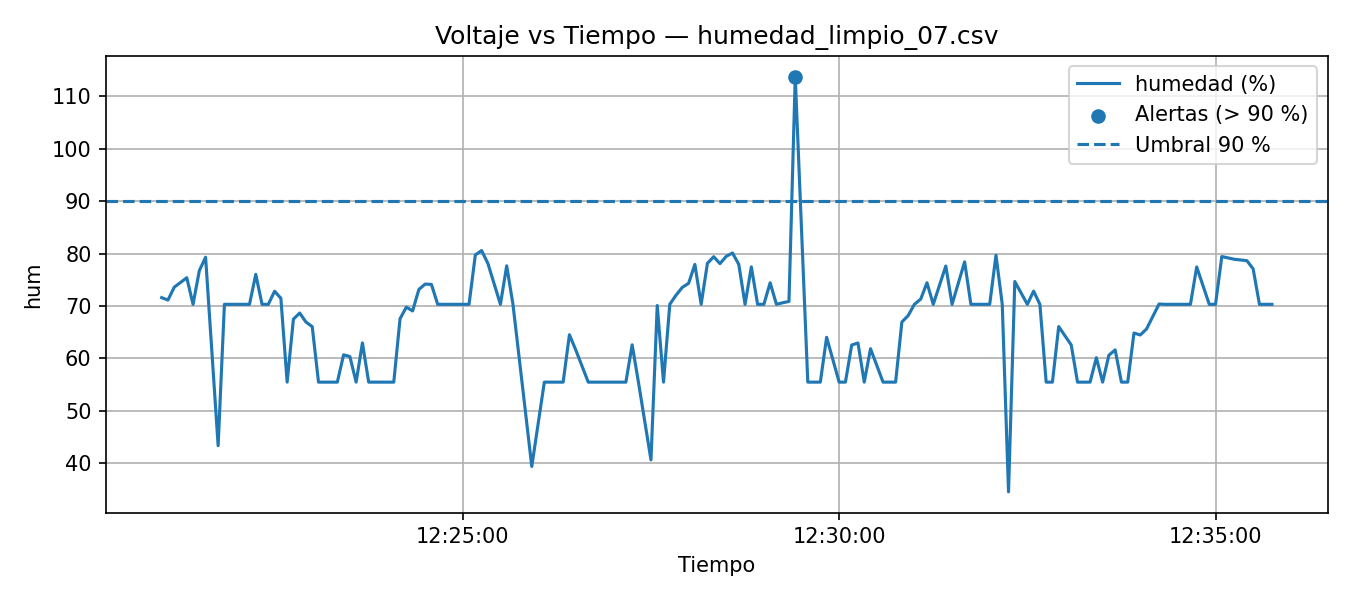 Voltaje vs Tiempo — humedad_limpio_07.csv
humedad (%)
Alertas (> 90 %)
Umbral 90 %
hum
110
100
90
80
70
60
50
40
12:25:00
12:30:00
12:35:00
Tiempo